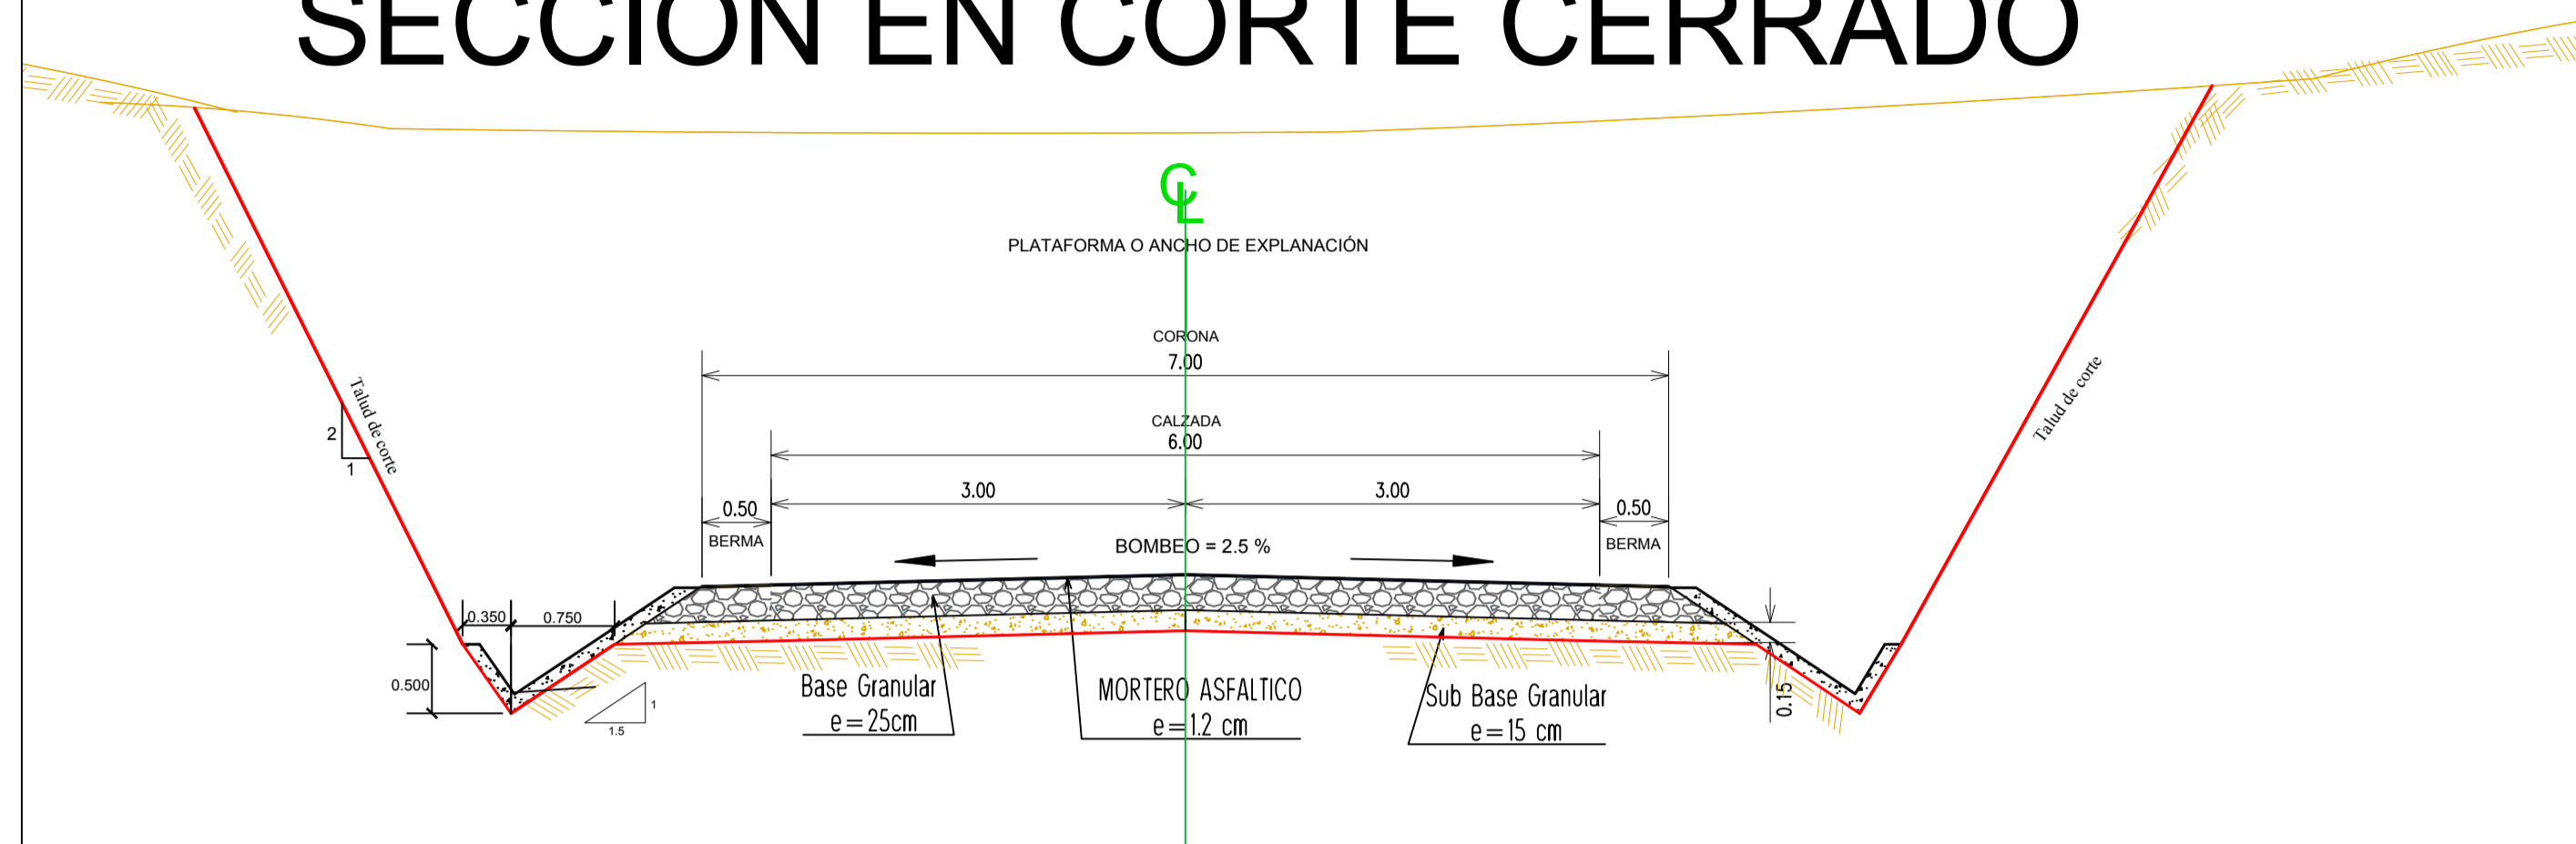 SECCION EN CORTE CERRADO
CL
PLATAFORMA O ANCHO DE EXPLANACIÓN
CORONA
7.00
CALZADA
6.00
3.00
3.00
0.50
BERMA
0.50
BERMA
BOMBEO = 2.5 %
Talud de corte
2
1
Talud de corte
0.350
0.750
0.500
1
1.5
Base Granular
e=25cm
MORTERO ASFALTICO
e=1.2 cm
Sub Base Granular
e=15 cm
0.15